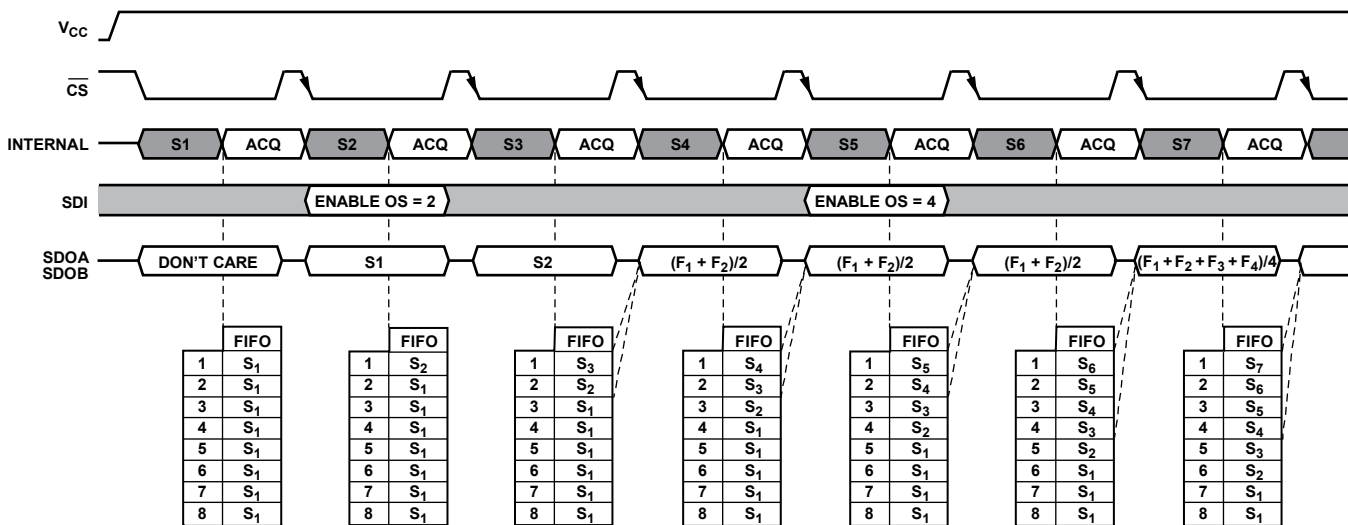 V_CC
CS
INTERNAL S1 ACQ S2 ACQ S3 ACQ S4 ACQ S5 ACQ S6 ACQ S7 ACQ
SDI ENABLE OS = 2 ENABLE OS = 4
SDOA
SDOB
DON'T CARE S1 S2 (F1 + F2)/2 (F1 + F2)/2 (F1 + F2)/2 (F1 + F2 + F3 + F4)/4
FIFO FIFO FIFO FIFO FIFO FIFO FIFO
1 S1 1 S2 1 S3 1 S4 1 S5 1 S6 1 S7
2 S1 2 S1 2 S2 2 S3 2 S4 2 S5 2 S6
3 S1 3 S1 3 S1 3 S2 3 S3 3 S4 3 S5
4 S1 4 S1 4 S1 4 S1 4 S2 4 S3 4 S4
5 S1 5 S1 5 S1 5 S1 5 S1 5 S2 5 S3
6 S1 6 S1 6 S1 6 S1 6 S1 6 S1 6 S2
7 S1 7 S1 7 S1 7 S1 7 S1 7 S1 7 S1
8 S1 8 S1 8 S1 8 S1 8 S1 8 S1 8 S1